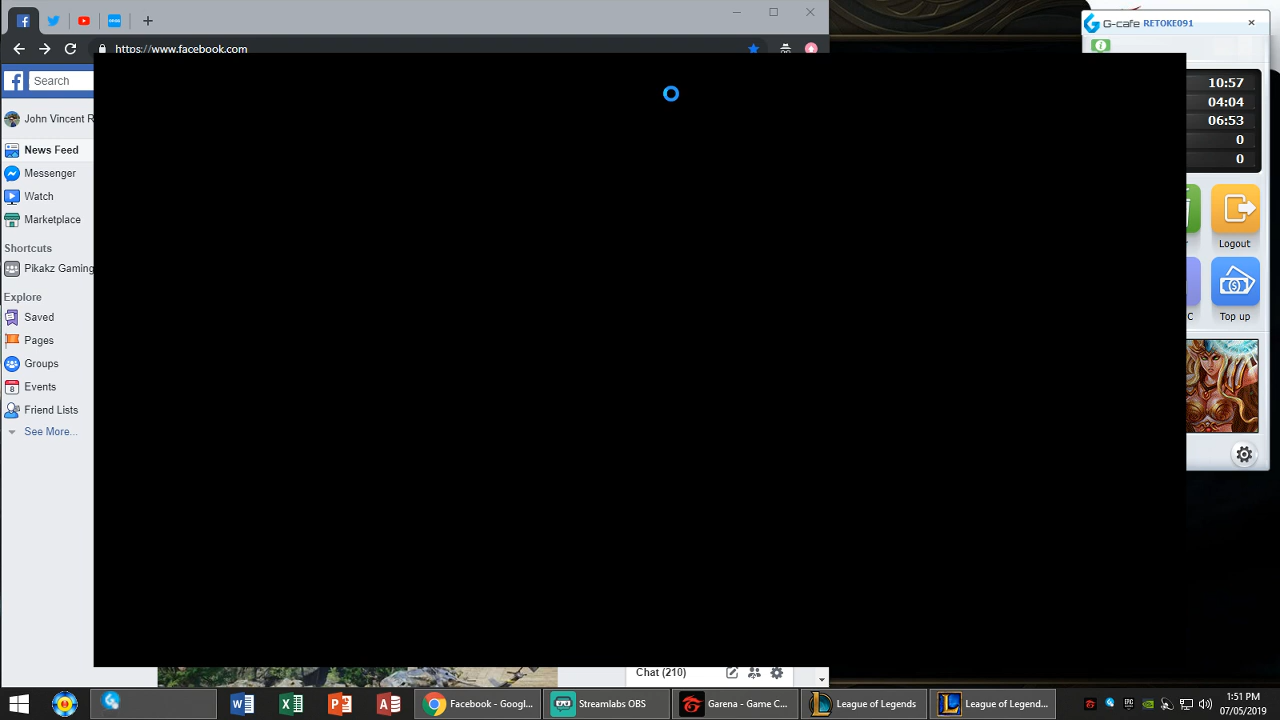 https://www.facebook.com
Search
John Vincent R
News Feed
Messenger
Watch
Marketplace
Shortcuts
Pikakz Gaming
Explore
Saved
Pages
Groups
8
Events
Friend Lists
See More...
Chat (210)
G-cafe RETOKE091
10:57
04:04
06:53
0
0
Logout
C
Top up
Facebook - Googl...
Streamlabs OBS
Garena - Game C...
League of Legends
League of Legend...
1:51 PM
07/05/2019